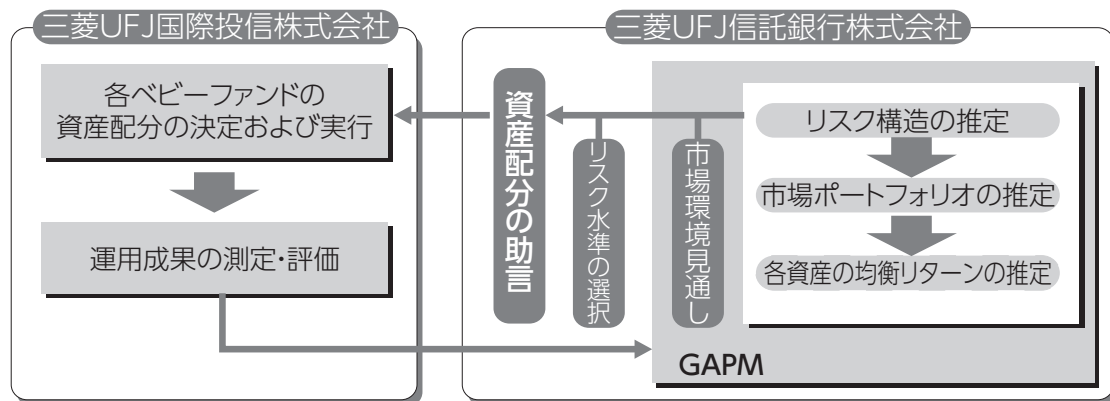 三菱UFJ国際投信株式会社
各ベビーファンドの
資産配分の決定および実行
運用成果の測定・評価
三菱UFJ信託銀行株式会社
資産配分の助言
リスク水準の選択
市場環境見通し
リスク構造の推定
市場ポートフォリオの推定
各資産の均衡リターンの推定
GAPM